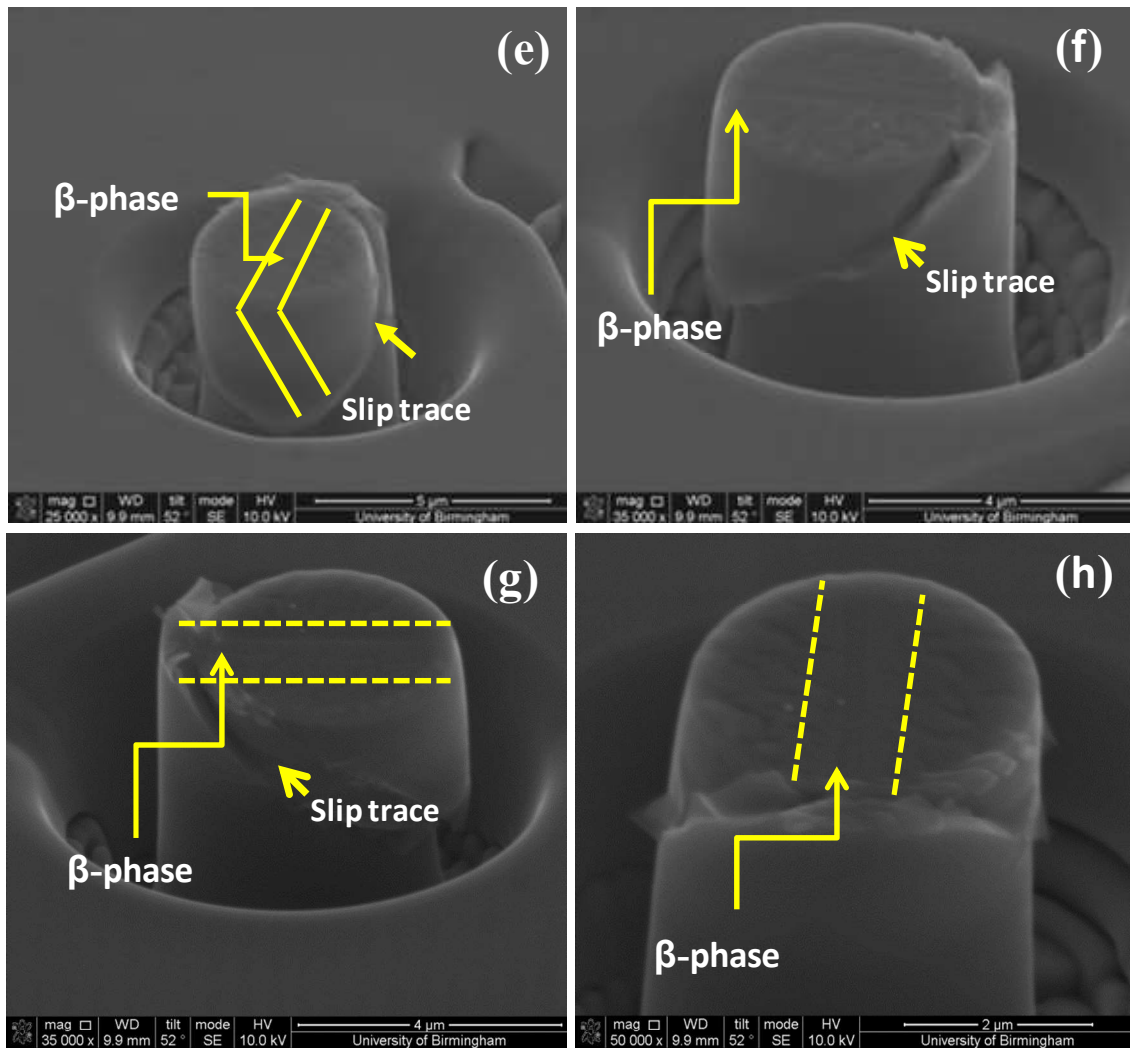 (e)
β-phase
Slip trace
mag WD tilt mode HV 5 µm
25 000 x 9.9 mm 52 ° SE 10.0 kV University of Birmingham
(f)
Slip trace
β-phase
mag WD tilt mode HV 4 µm
35 000 x 9.9 mm 52 ° SE 10.0 kV University of Birmingham
(g)
Slip trace
β-phase
mag WD tilt mode HV 4 µm
35 000 x 9.9 mm 52 ° SE 10.0 kV University of Birmingham
(h)
β-phase
mag WD tilt mode HV 2 µm
50 000 x 9.9 mm 52 ° SE 10.0 kV University of Birmingham